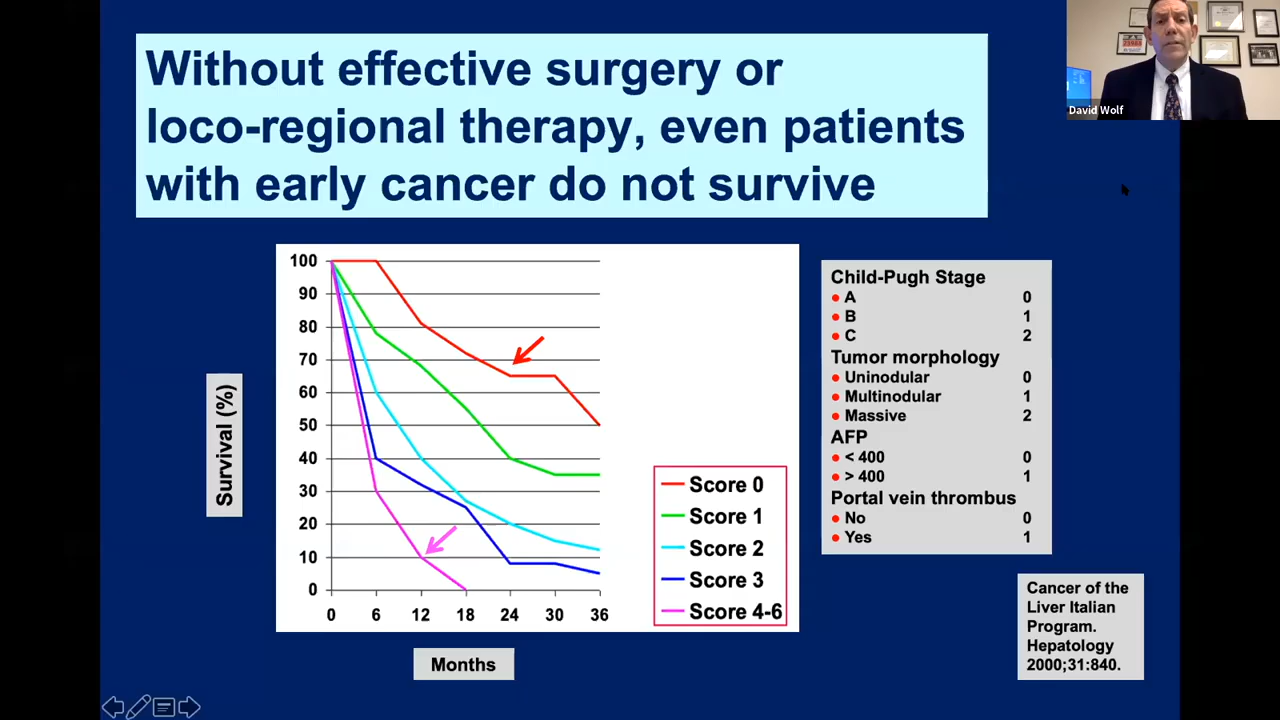 Without effective surgery or
loco-regional therapy, even patients
with early cancer do not survive
David Wolf
Survival (%)
100
90
80
70
60
50
40
30
20
10
0
0 6 12 18 24 30 36
Months
Score 0
Score 1
Score 2
Score 3
Score 4-6
Child-Pugh Stage
• A 0
• B 1
• C 2
Tumor morphology
• Uninodular 0
• Multinodular 1
• Massive 2
AFP
• < 400 0
• > 400 1
Portal vein thrombus
• No 0
• Yes 1
Cancer of the
Liver Italian
Program.
Hepatology
2000;31:840.